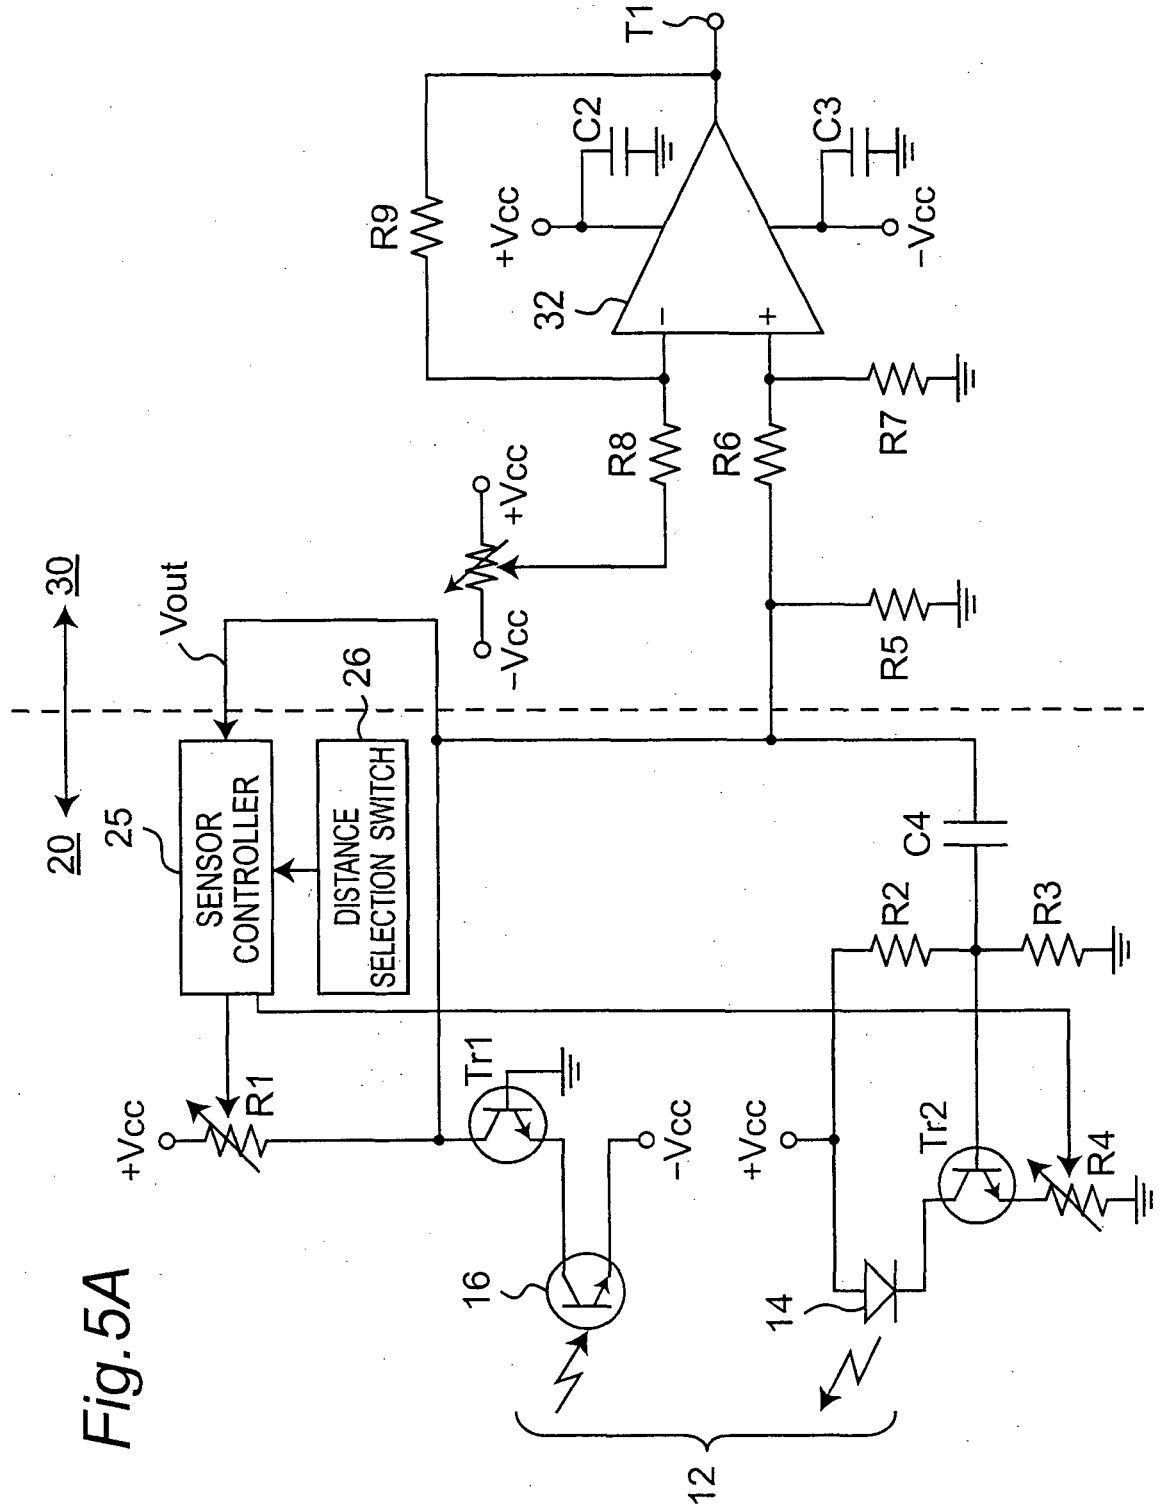 Fig.5A
20
30
Vout
25
SENSOR
CONTROLLER
DISTANCE
SELECTION SWITCH
26
+Vcc
R1
Tr1
16
-Vcc
12
14
+Vcc
Tr2
R4
R2
R3
C4
-Vcc
+Vcc
R5
R6
R7
R8
R9
32
-
+
+Vcc
C2
-Vcc
C3
T1